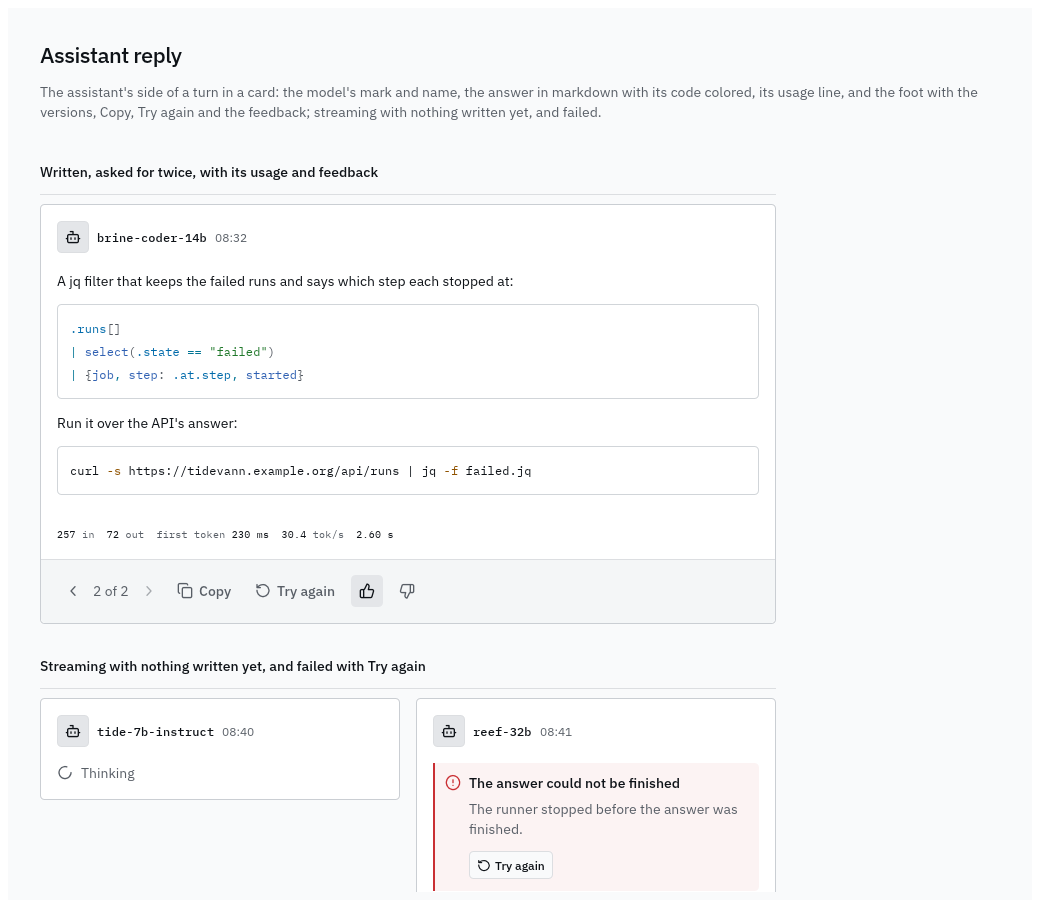 Assistant reply
The assistant's side of a turn in a card: the model's mark and name, the answer in markdown with its code colored, its usage line, and the foot with the
versions, Copy, Try again and the feedback; streaming with nothing written yet, and failed.
Written, asked for twice, with its usage and feedback
brine-coder-14b 08:32
A jq filter that keeps the failed runs and says which step each stopped at:
.runs[]
| select(.state == "failed")
| {job, step: .at.step, started}
Run it over the API's answer:
curl -s https://tidevann.example.org/api/runs | jq -f failed.jq
257 in 72 out first token 230 ms 30.4 tok/s 2.60 s
2 of 2 Copy Try again
Streaming with nothing written yet, and failed with Try again
tide-7b-instruct 08:40
Thinking
reef-32b 08:41
The answer could not be finished
The runner stopped before the answer was
finished.
Try again